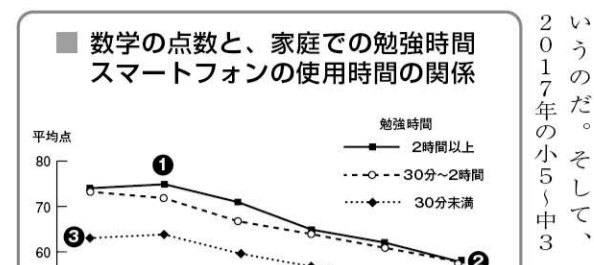 いうのだ。そして、
2017年の小5~中3
■ 数学の点数と、家庭での勉強時間
スマートフォンの使用時間の関係
勉強時間
2時間以上
30分~2時間
30分未満
平均点
80
70
60
❶
❸
❷